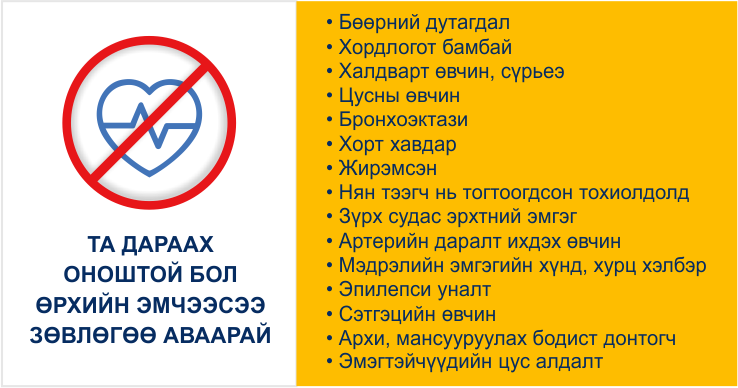 ТА ДАРААХ
ОНОШТОЙ БОЛ
ӨРХИЙН ЭМЧЭЭСЭЭ
ЗӨВЛӨГӨӨ АВААРАЙ
• Бөөрний дутагдал
• Хордлогот бамбай
• Халдварт өвчин, сүрьеэ
• Цусны өвчин
• Бронхоэктази
• Хорт хавдар
• Жирэмсэн
• Нян тээгч нь тогтоогдсон тохиолдолд
• Зүрх судас эрхтний эмгэг
• Артерийн даралт ихдэх өвчин
• Мэдрэлийн эмгэгийн хүнд, хурц хэлбэр
• Эпилепси уналт
• Сэтгэцийн өвчин
• Архи, мансууруулах бодист донтогч
• Эмэгтэйчүүдийн цус алдалт